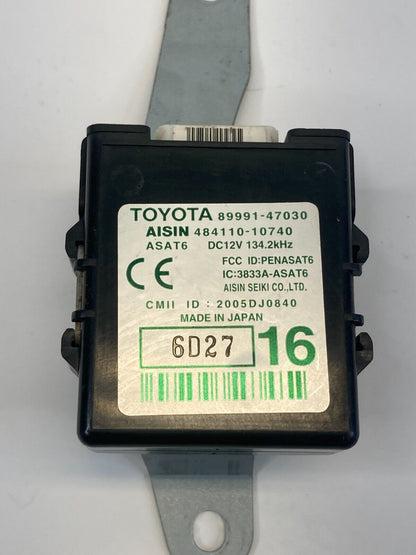 TOYOTA 89991-47030
AISIN 484110-10740
ASAT6 DC12V 134.2kHz
CE FCC ID:PENASAT6
IC:3833A-ASAT6
AISIN SEIKI CO.,LTD.
CMII ID : 2005DJ0840
MADE IN JAPAN
6D27 16